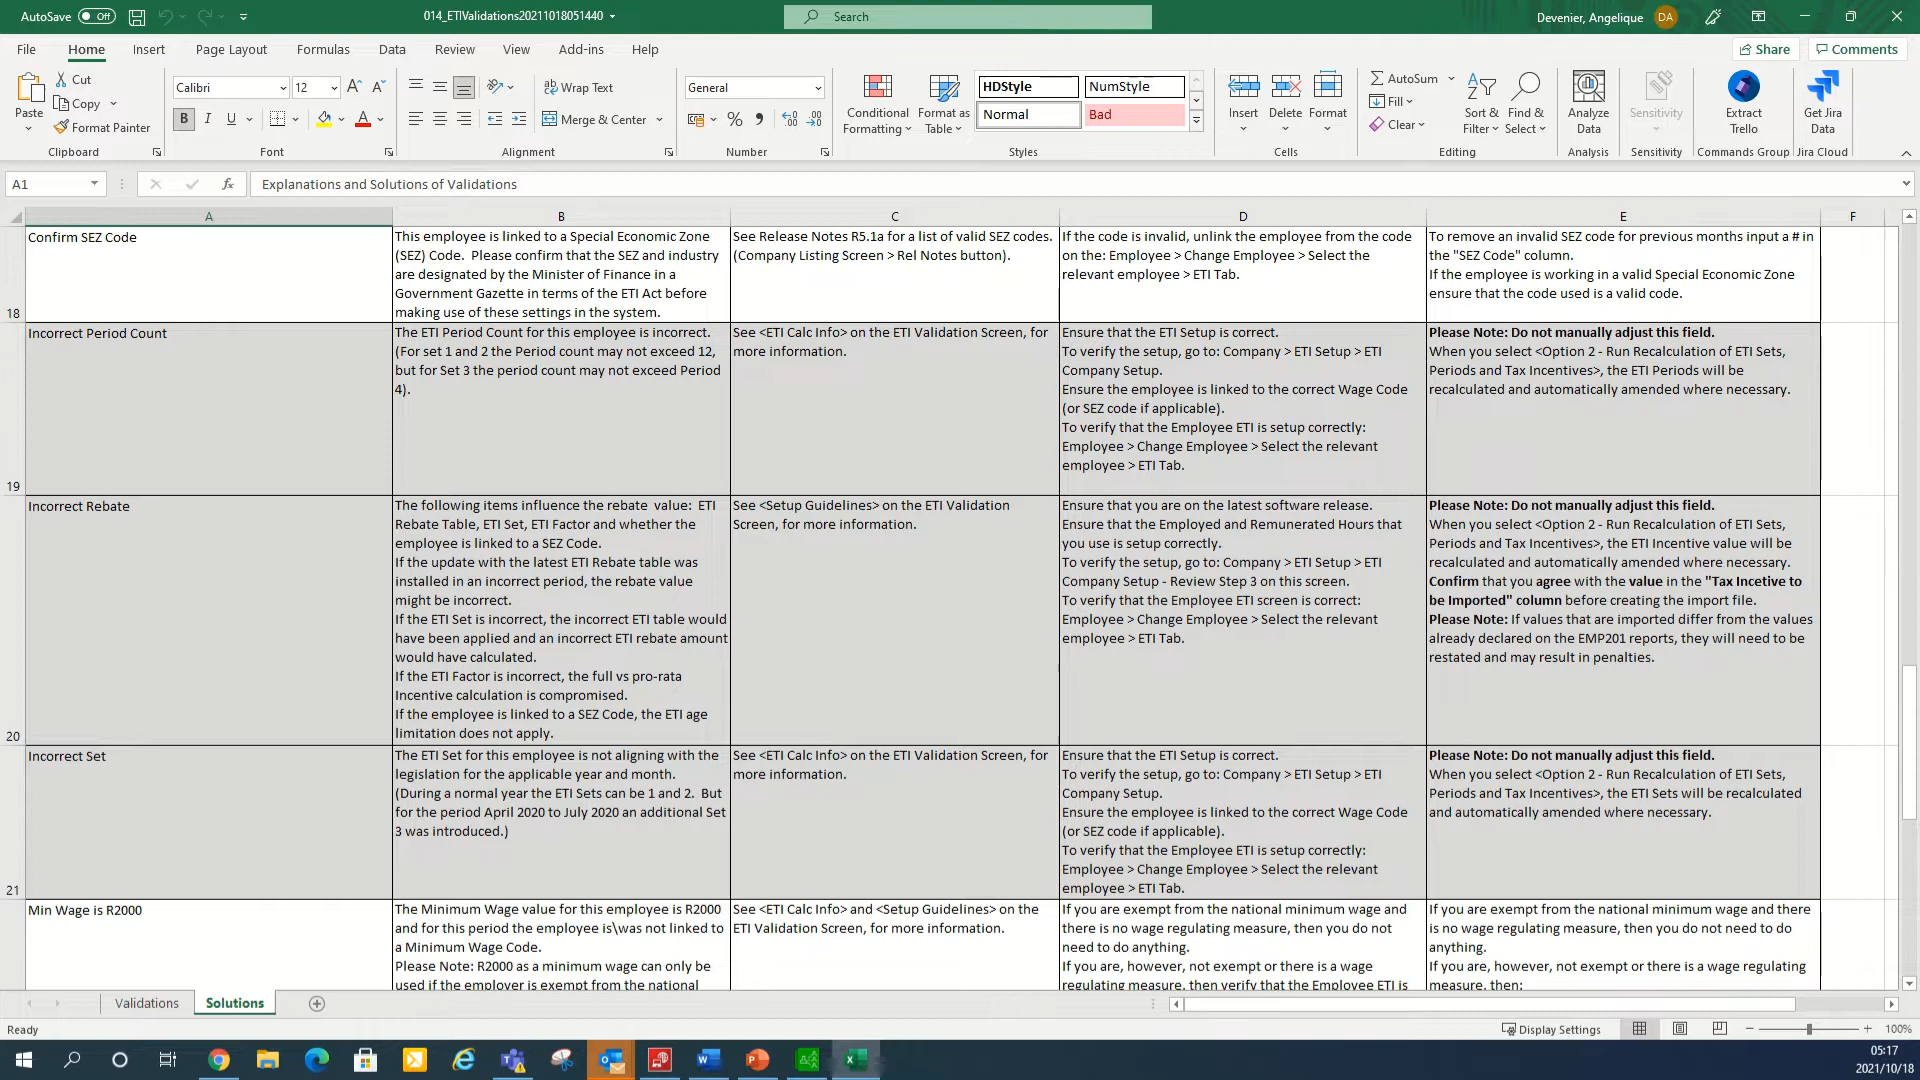 AutoSave Off
014_ETIValidations20211018051440
Search
Devenier, Angelique
DA
File Home Insert Page Layout Formulas Data Review View Add-ins Help
Share Comments
Paste
Cut
Copy
Format Painter
Clipboard
Calibri 12
B I U
Font
Wrap Text
Merge & Center
Alignment
General
Number
Conditional Formatting
Format as Table
HDStyle NumStyle
Normal Bad
Styles
Insert Delete Format
Cells
AutoSum
Fill
Clear
Sort & Filter
Find & Select
Editing
Analyze Data
Analysis
Sensitivity
Sensitivity
Extract Trello
Commands Group
Get Jira Data
Jira Cloud
A1 fx Explanations and Solutions of Validations
A B C D E F
18
Confirm SEZ Code
This employee is linked to a Special Economic Zone
(SEZ) Code. Please confirm that the SEZ and industry
are designated by the Minister of Finance in a
Government Gazette in terms of the ETI Act before
making use of these settings in the system.
See Release Notes R5.1a for a list of valid SEZ codes.
(Company Listing Screen > Rel Notes button).
If the code is invalid, unlink the employee from the code
on the: Employee > Change Employee > Select the
relevant employee > ETI Tab.
To remove an invalid SEZ code for previous months input a # in
the "SEZ Code" column.
If the employee is working in a valid Special Economic Zone
ensure that the code used is a valid code.
19
Incorrect Period Count
The ETI Period Count for this employee is incorrect.
(For set 1 and 2 the Period count may not exceed 12,
but for Set 3 the period count may not exceed Period
4).
See <ETI Calc Info> on the ETI Validation Screen, for
more information.
Ensure that the ETI Setup is correct.
To verify the setup, go to: Company > ETI Setup > ETI
Company Setup.
Ensure the employee is linked to the correct Wage Code
(or SEZ code if applicable).
To verify that the Employee ETI is setup correctly:
Employee > Change Employee > Select the relevant
employee > ETI Tab.
Please Note: Do not manually adjust this field.
When you select <Option 2 - Run Recalculation of ETI Sets,
Periods and Tax Incentives>, the ETI Periods will be
recalculated and automatically amended where necessary.
20
Incorrect Rebate
The following items influence the rebate value: ETI
Rebate Table, ETI Set, ETI Factor and whether the
employee is linked to a SEZ Code.
If the update with the latest ETI Rebate table was
installed in an incorrect period, the rebate value
might be incorrect.
If the ETI Set is incorrect, the incorrect ETI table would
have been applied and an incorrect ETI rebate amount
would have calculated.
If the ETI Factor is incorrect, the full vs pro-rata
Incentive calculation is compromised.
If the employee is linked to a SEZ Code, the ETI age
limitation does not apply.
See <Setup Guidelines> on the ETI Validation
Screen, for more information.
Ensure that you are on the latest software release.
Ensure that the Employed and Remunerated Hours that
you use is setup correctly.
To verify the setup, go to: Company > ETI Setup > ETI
Company Setup - Review Step 3 on this screen.
To verify that the Employee ETI screen is correct:
Employee > Change Employee > Select the relevant
employee > ETI Tab.
Please Note: Do not manually adjust this field.
When you select <Option 2 - Run Recalculation of ETI Sets,
Periods and Tax Incentives>, the ETI Incentive value will be
recalculated and automatically amended where necessary.
Confirm that you agree with the value in the "Tax Incetive to
be Imported" column before creating the import file.
Please Note: If values that are imported differ from the values
already declared on the EMP201 reports, they will need to be
restated and may result in penalties.
21
Incorrect Set
The ETI Set for this employee is not aligning with the
legislation for the applicable year and month.
(During a normal year the ETI Sets can be 1 and 2. But
for the period April 2020 to July 2020 an additional Set
3 was introduced.)
See <ETI Calc Info> on the ETI Validation Screen, for
more information.
Ensure that the ETI Setup is correct.
To verify the setup, go to: Company > ETI Setup > ETI
Company Setup.
Ensure the employee is linked to the correct Wage Code
(or SEZ code if applicable).
To verify that the Employee ETI is setup correctly:
Employee > Change Employee > Select the relevant
employee > ETI Tab.
Please Note: Do not manually adjust this field.
When you select <Option 2 - Run Recalculation of ETI Sets,
Periods and Tax Incentives>, the ETI Sets will be recalculated
and automatically amended where necessary.
Min Wage is R2000
The Minimum Wage value for this employee is R2000
and for this period the employee is\was not linked to
a Minimum Wage Code.
Please Note: R2000 as a minimum wage can only be
used if the employer is exempt from the national
See <ETI Calc Info> and <Setup Guidelines> on the
ETI Validation Screen, for more information.
If you are exempt from the national minimum wage and
there is no wage regulating measure, then you do not
need to do anything.
If you are, however, not exempt or there is a wage
regulating measure, then verify that the Employee ETI is
If you are exempt from the national minimum wage and there
is no wage regulating measure, then you do not need to do
anything.
If you are, however, not exempt or there is a wage regulating
measure, then:
Validations Solutions
Ready
Display Settings
100%
05:17
2021/10/18